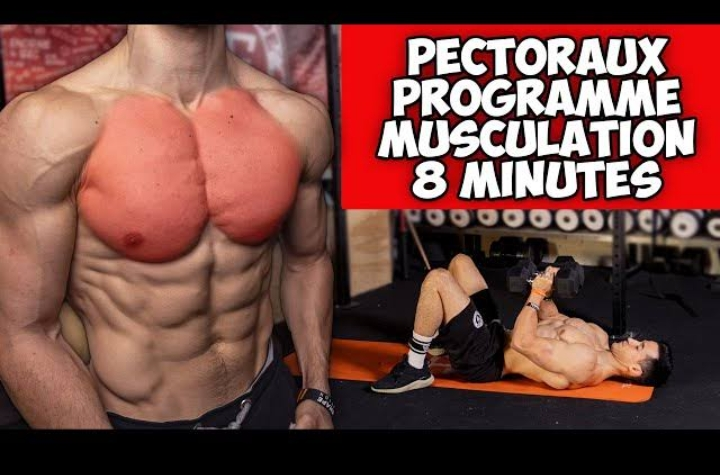 PECTORAUX
PROGRAMME
MUSCULATION
8 MINUTES